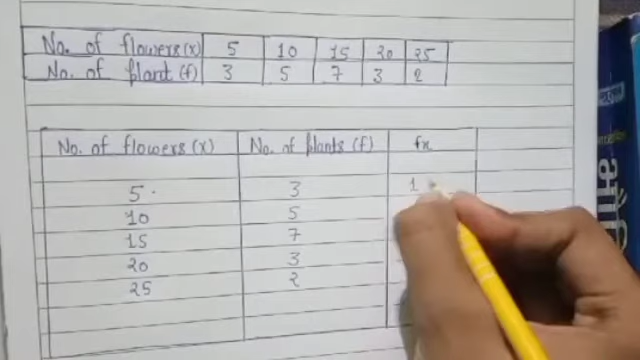 No. of flowers (x) 5 10 15 20 25
No. of plant (f) 3 5 7 3 2
No. of flowers (x) No. of plants (f) fx
5 3 1
10 5
15 7
20 3
25 2